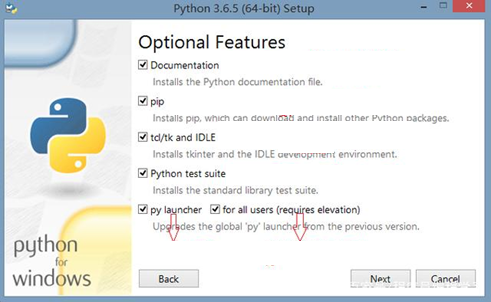 Python 3.6.5 (64-bit) Setup
Optional Features
Documentation
Installs the Python documentation file.
pip
Installs pip, which can download and install other Python packages.
tcl/tk and IDLE
Installs tkinter and the IDLE development environment.
Python test suite
Installs the standard library test suite.
py launcher for all users (requires elevation)
Upgrades the global 'py' launcher from the previous version.
python
for
windows
Back Next Cancel